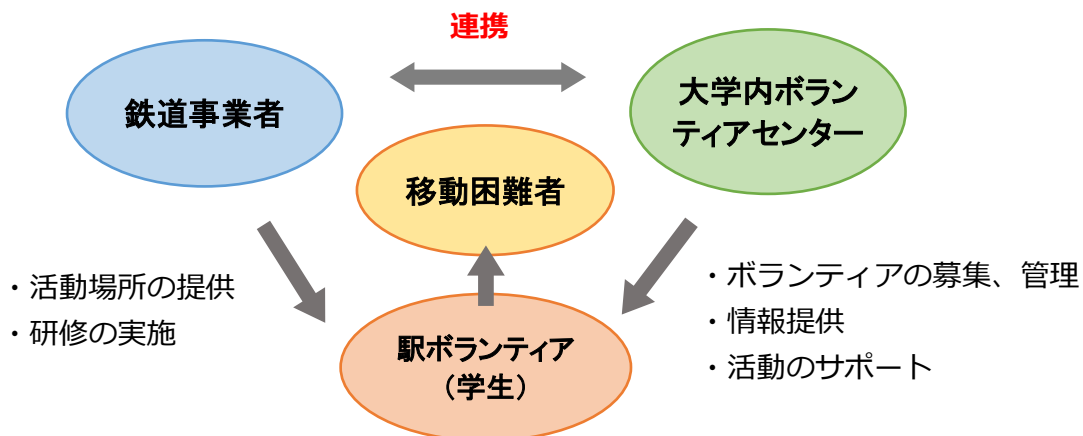 連携
鉄道事業者
大学内ボラン
ティアセンター
移動困難者
・活動場所の提供
・研修の実施
・ボランティアの募集、管理
・情報提供
・活動のサポート
駅ボランティア
（学生）